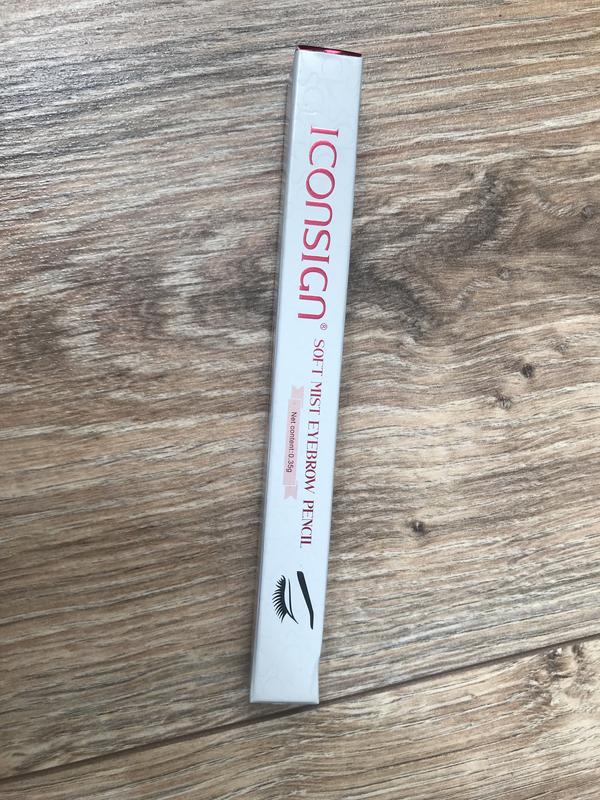 ICONSIGN®
SOFT MIST EYEBROW PENCIL
Net content:0.35g